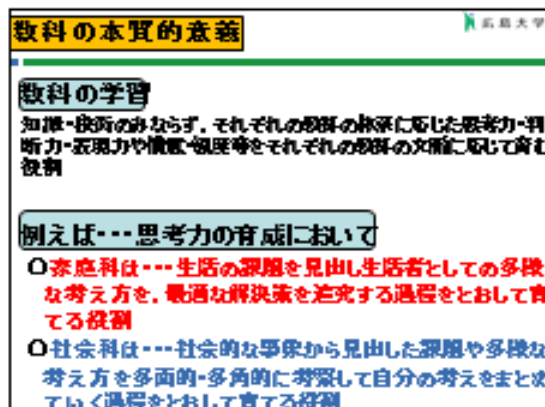 教科の本質的意義
広島大学
教科の学習
知識・技術のみならず、それぞれの教科の体系に応じた思考力・判
断力・表現力や情意・態度等をそれぞれの教科の文脈に応じて育む
役割
例えば・・・思考力の育成において
○家庭科は・・・生活の課題を見出し生活者としての多様
な考え方を、最適な解決策を追究する過程をとおして育
てる役割
○社会科は・・・社会的な事象から見出した課題や多様な
考え方を多面的・多角的に考察して自分の考えをまとめ
ていく過程をとおして育てる役割